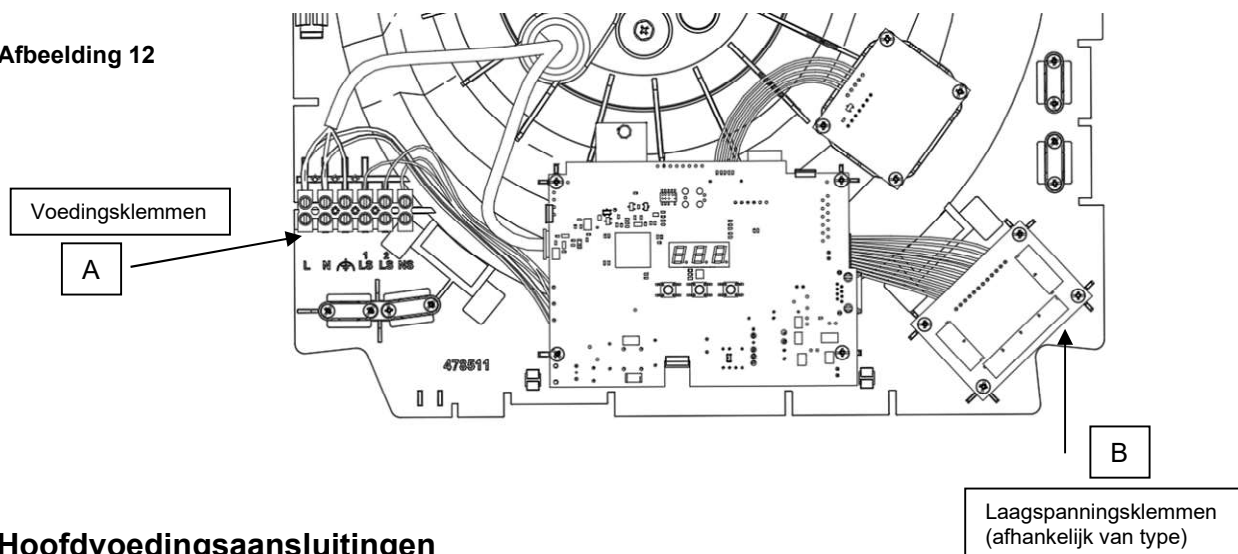 Afbeelding 12
Voedingsklemmen
A
L N 1 LS 2 LS NS
478511
B
Laagspanningsklemmen
(afhankelijk van type)
Hoofdvoedingsaansluitingen